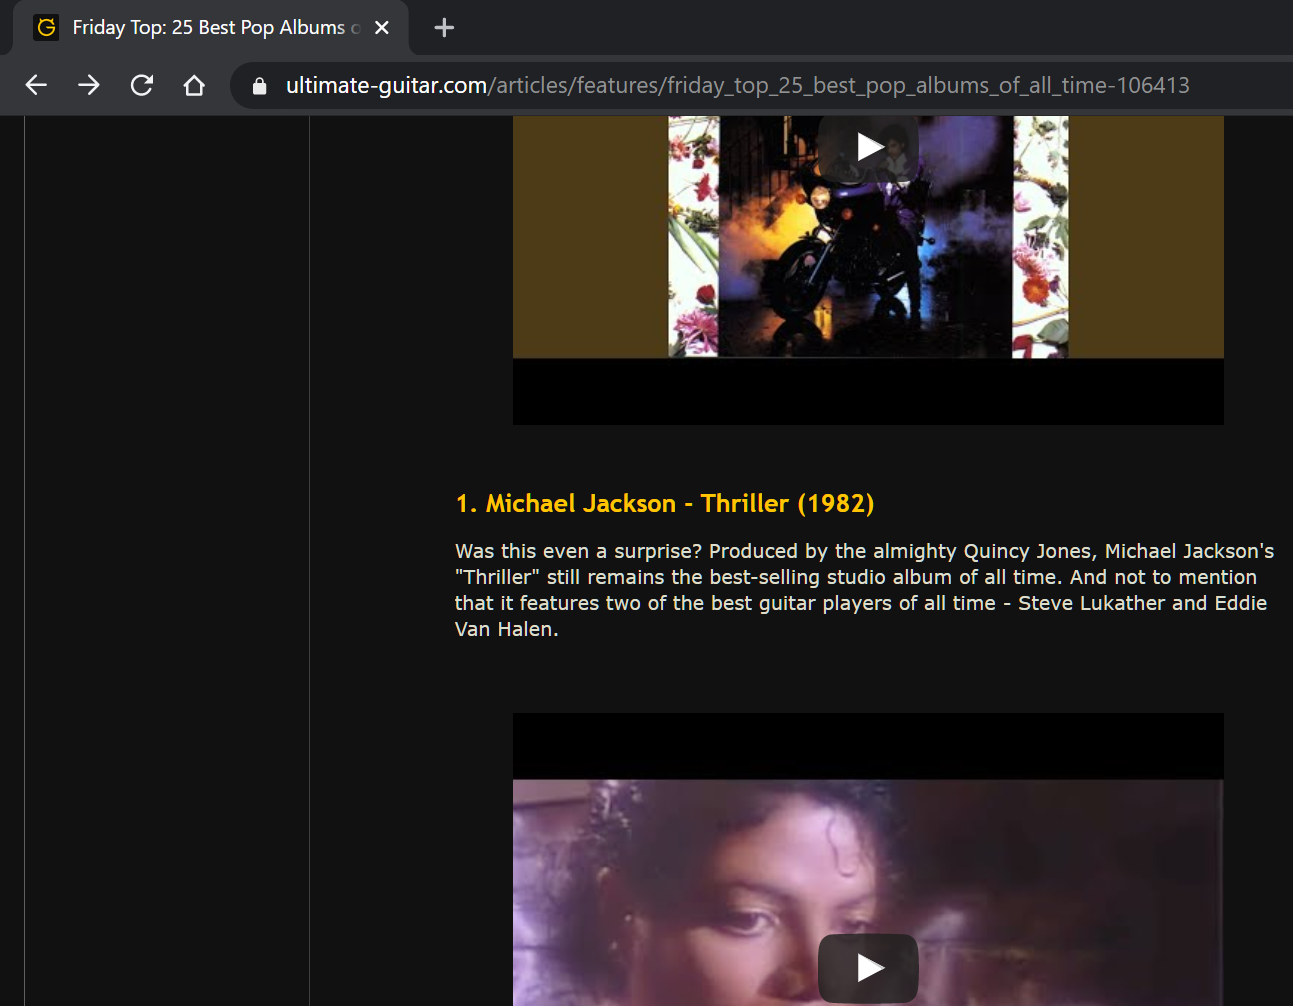 Friday Top: 25 Best Pop Albums
ultimate-guitar.com/articles/features/friday_top_25_best_pop_albums_of_all_time-106413
1. Michael Jackson - Thriller (1982)
Was this even a surprise? Produced by the almighty Quincy Jones, Michael Jackson's
"Thriller" still remains the best-selling studio album of all time. And not to mention
that it features two of the best guitar players of all time - Steve Lukather and Eddie
Van Halen.